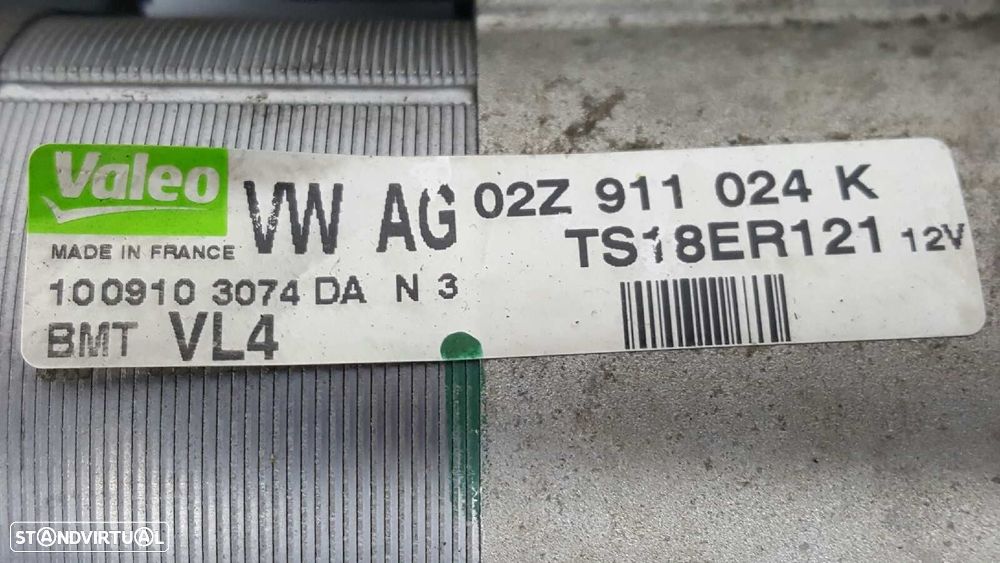 Valeo
VW AG 02Z 911 024 K
MADE IN FRANCE
TS18ER121 12V
100910 3074 DA N 3
BMT VL4
STANDVIRTUAL